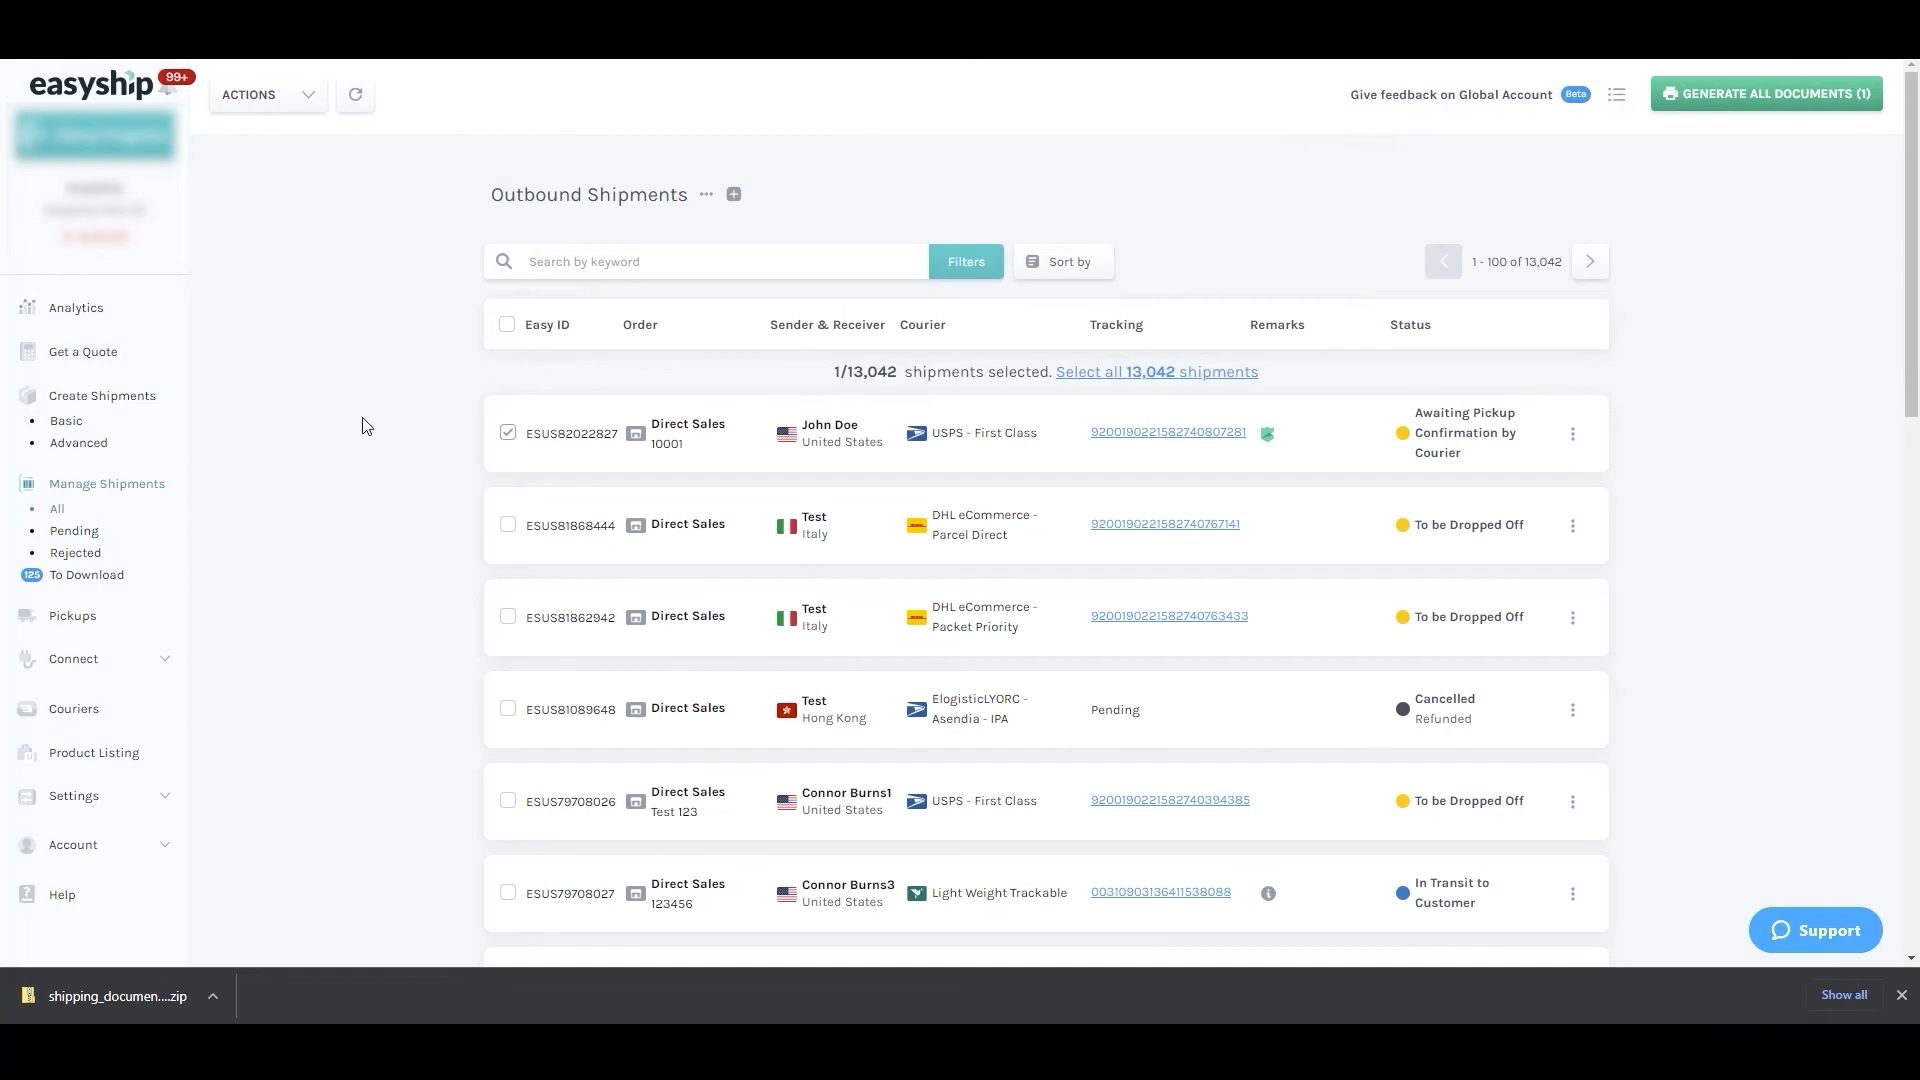 easyship
99+
ACTIONS
Give feedback on Global Account
Beta
GENERATE ALL DOCUMENTS (1)
Outbound Shipments
Search by keyword
Filters
Sort by
1 - 100 of 13,042
Analytics
Get a Quote
Create Shipments
Basic
Advanced
Manage Shipments
All
Pending
Rejected
125 To Download
Pickups
Connect
Couriers
Product Listing
Settings
Account
Help
Easy ID
Order
Sender & Receiver
Courier
Tracking
Remarks
Status
1/13,042 shipments selected. Select all 13,042 shipments
ESUS82022827
Direct Sales
10001
John Doe
United States
USPS - First Class
9200190221582740807281
Awaiting Pickup
Confirmation by
Courier
ESUS81868444
Direct Sales
Test
Italy
DHL eCommerce -
Parcel Direct
9200190221582740767141
To be Dropped Off
ESUS81862942
Direct Sales
Test
Italy
DHL eCommerce -
Packet Priority
9200190221582740763433
To be Dropped Off
ESUS81089648
Direct Sales
Test
Hong Kong
ElogisticLYORC -
Asendia - IPA
Pending
Cancelled
Refunded
ESUS79708026
Direct Sales
Test 123
Connor Burns1
United States
USPS - First Class
9200190221582740394385
To be Dropped Off
ESUS79708027
Direct Sales
123456
Connor Burns3
United States
Light Weight Trackable
00310903136411538088
In Transit to
Customer
Support
shipping_documen....zip
Show all